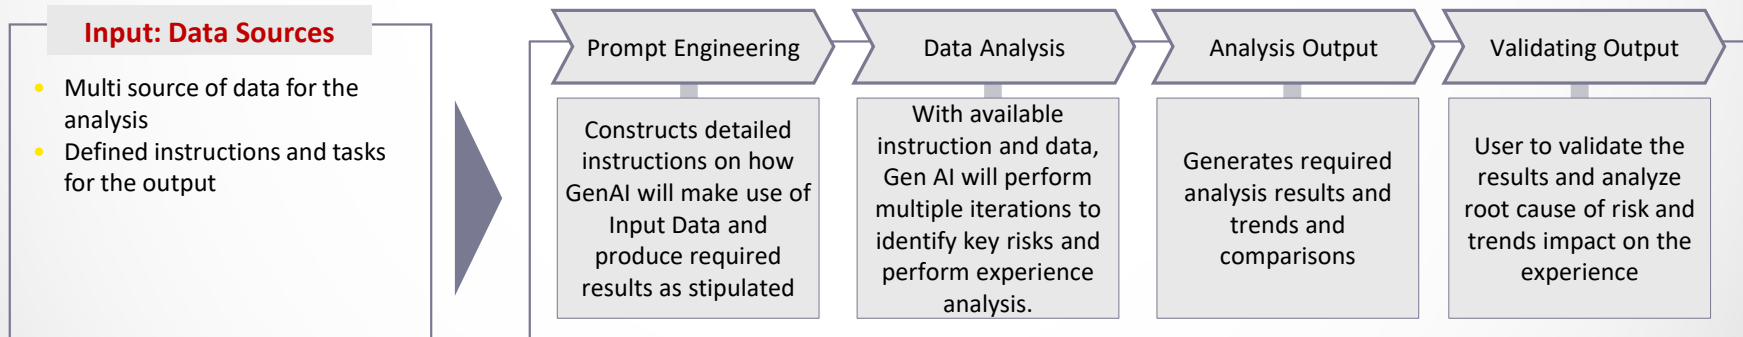 Input: Data Sources
• Multi source of data for the
analysis
• Defined instructions and tasks
for the output
Prompt Engineering
Constructs detailed
instructions on how
GenAI will make use of
Input Data and
produce required
results as stipulated
Data Analysis
With available
instruction and data,
Gen AI will perform
multiple iterations to
identify key risks and
perform experience
analysis.
Analysis Output
Generates required
analysis results and
trends and
comparisons
Validating Output
User to validate the
results and analyze
root cause of risk and
trends impact on the
experience